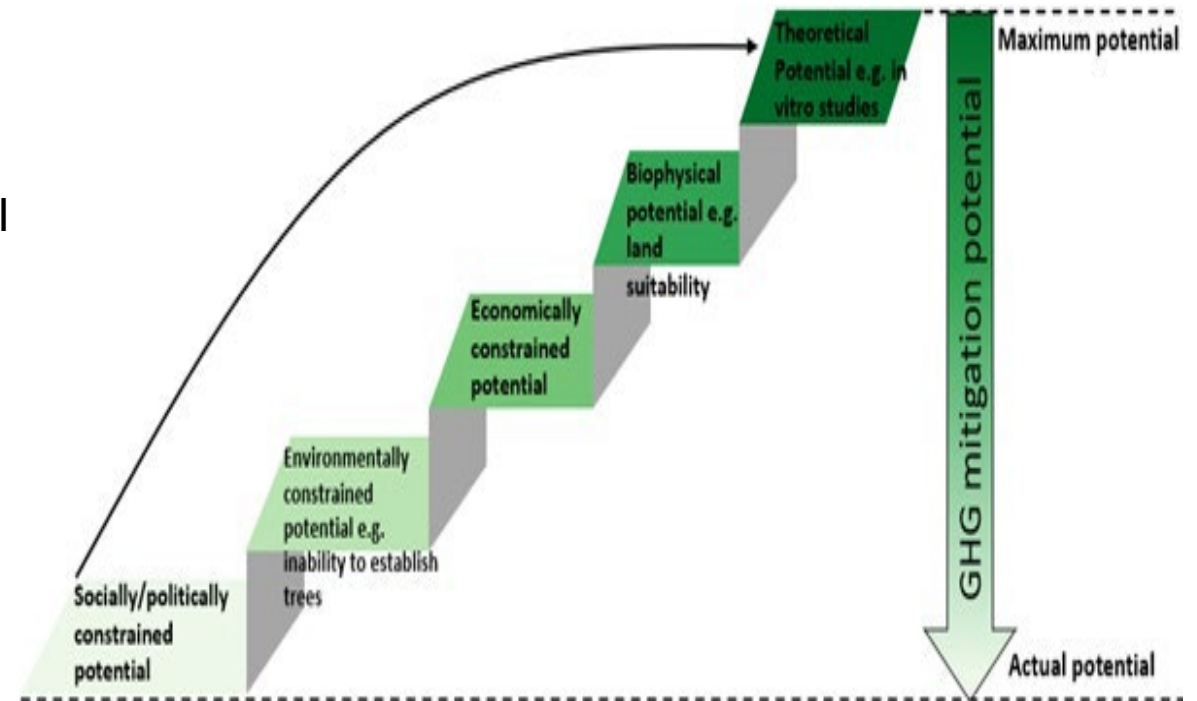 Theoretical
Potential e.g. in
vitro studies
Maximum potential
Biophysical
potential e.g.
land
suitability
Economically
constrained
potential
Environmentally
constrained
potential e.g.
inability to establish
trees
Socially/politically
constrained
potential
GHG mitigation potential
Actual potential